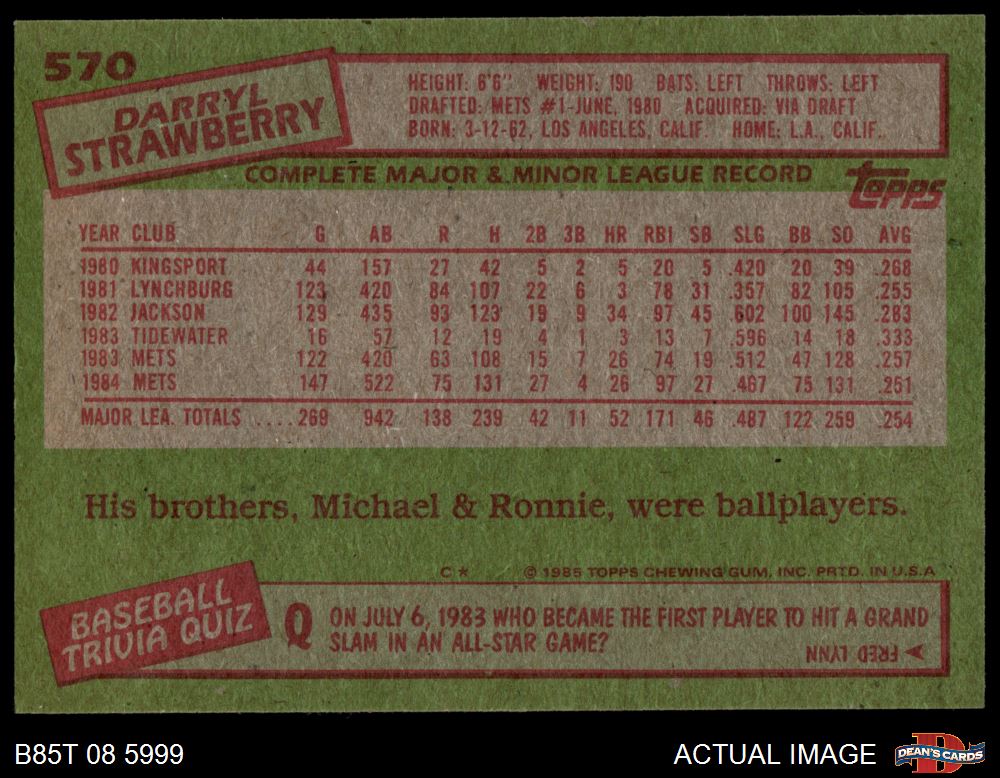 570
DARRYL
STRAWBERRY
HEIGHT: 6'6" WEIGHT: 190 BATS: LEFT THROWS: LEFT
DRAFTED: METS #1-JUNE, 1980 ACQUIRED: VIA DRAFT
BORN: 3-12-62, LOS ANGELES, CALIF. HOME: L.A., CALIF.
COMPLETE MAJOR & MINOR LEAGUE RECORD
Topps
YEAR CLUB G AB R H 2B 3B HR RBI SB SLG BB SO AVG
1980 KINGSPORT 44 157 27 42 5 2 5 20 5 .420 20 39 .268
1981 LYNCHBURG 123 420 84 107 22 6 3 78 31 .357 82 105 .255
1982 JACKSON 129 435 93 123 19 9 34 97 45 .602 100 145 .283
1983 TIDEWATER 16 57 12 19 4 1 3 13 7 .596 14 18 .333
1983 METS 122 420 63 108 15 7 26 74 19 .512 47 128 .257
1984 METS 147 522 75 131 27 4 26 97 27 .467 75 131 .251
MAJOR LEA. TOTALS ....269 942 138 239 42 11 52 171 46 .487 122 259 .254
His brothers, Michael & Ronnie, were ballplayers.
C* © 1985 TOPPS CHEWING GUM, INC. PRTD. IN U.S.A
BASEBALL
TRIVIA QUIZ
Q ON JULY 6, 1983 WHO BECAME THE FIRST PLAYER TO HIT A GRAND
SLAM IN AN ALL-STAR GAME?
FRED LYNN
B85T 08 5999
ACTUAL IMAGE
DEAN'S CARDS